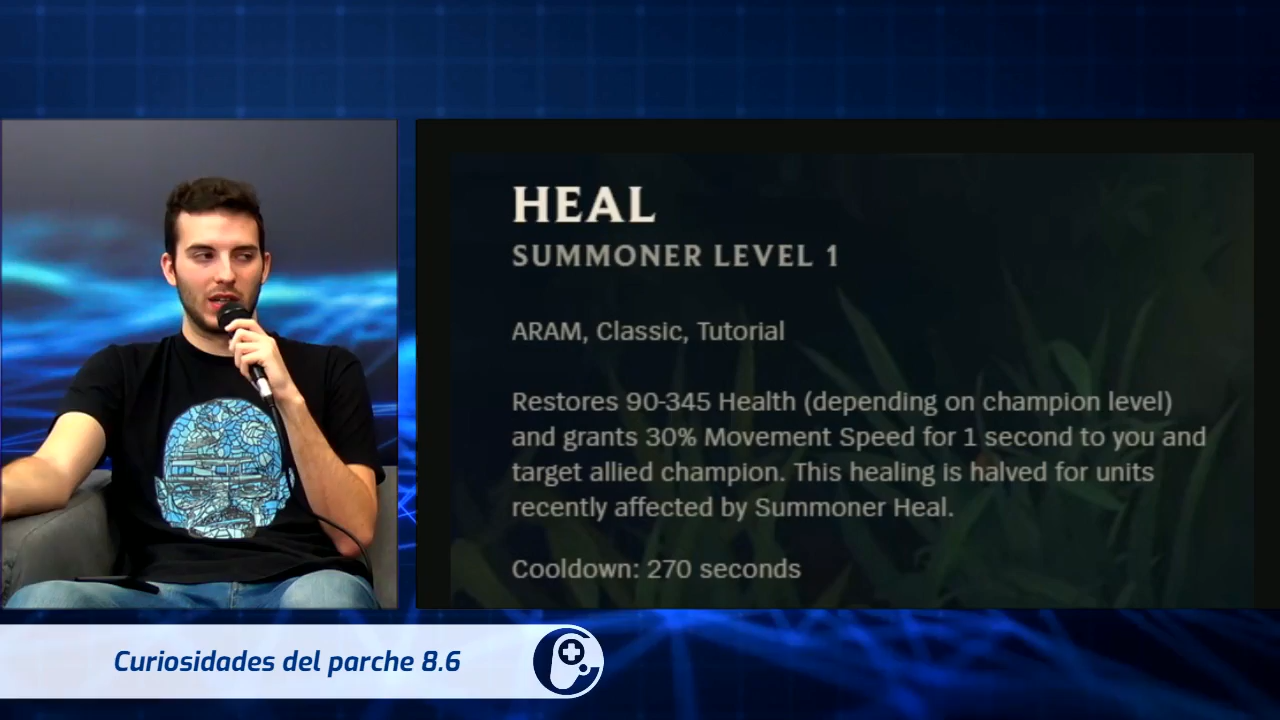 HEAL
SUMMONER LEVEL 1
ARAM, Classic, Tutorial
Restores 90-345 Health (depending on champion level)
and grants 30% Movement Speed for 1 second to you and
target allied champion. This healing is halved for units
recently affected by Summoner Heal.
Cooldown: 270 seconds
Curiosidades del parche 8.6